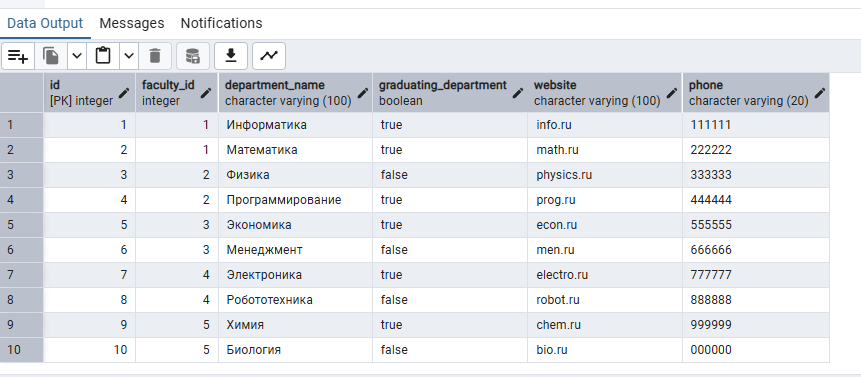 Data Output Messages Notifications
id faculty_id department_name graduating_department website phone
[PK] integer integer character varying (100) boolean character varying (100) character varying (20)
1 1 1 Информатика true info.ru 111111
2 2 1 Математика true math.ru 222222
3 3 2 Физика false physics.ru 333333
4 4 2 Программирование true prog.ru 444444
5 5 3 Экономика true econ.ru 555555
6 6 3 Менеджмент false men.ru 666666
7 7 4 Электроника true electro.ru 777777
8 8 4 Робототехника false robot.ru 888888
9 9 5 Химия true chem.ru 999999
10 10 5 Биология false bio.ru 000000